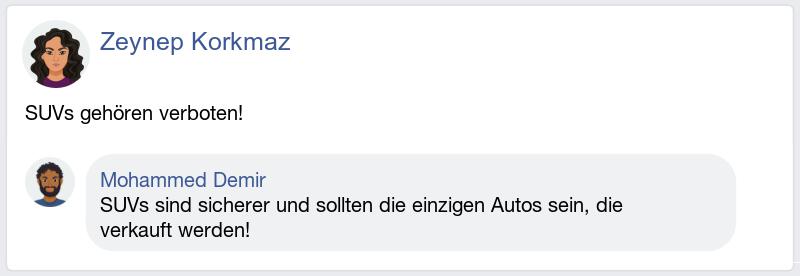 Zeynep Korkmaz
SUVs gehören verboten!
Mohammed Demir
SUVs sind sicherer und sollten die einzigen Autos sein, die
verkauft werden!